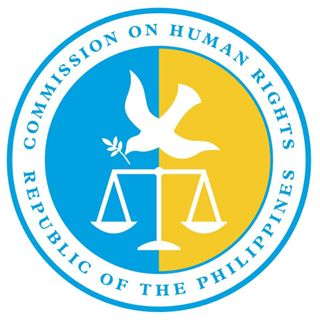 COMMISSION ON HUMAN RIGHTS
REPUBLIC OF THE PHILIPPINES